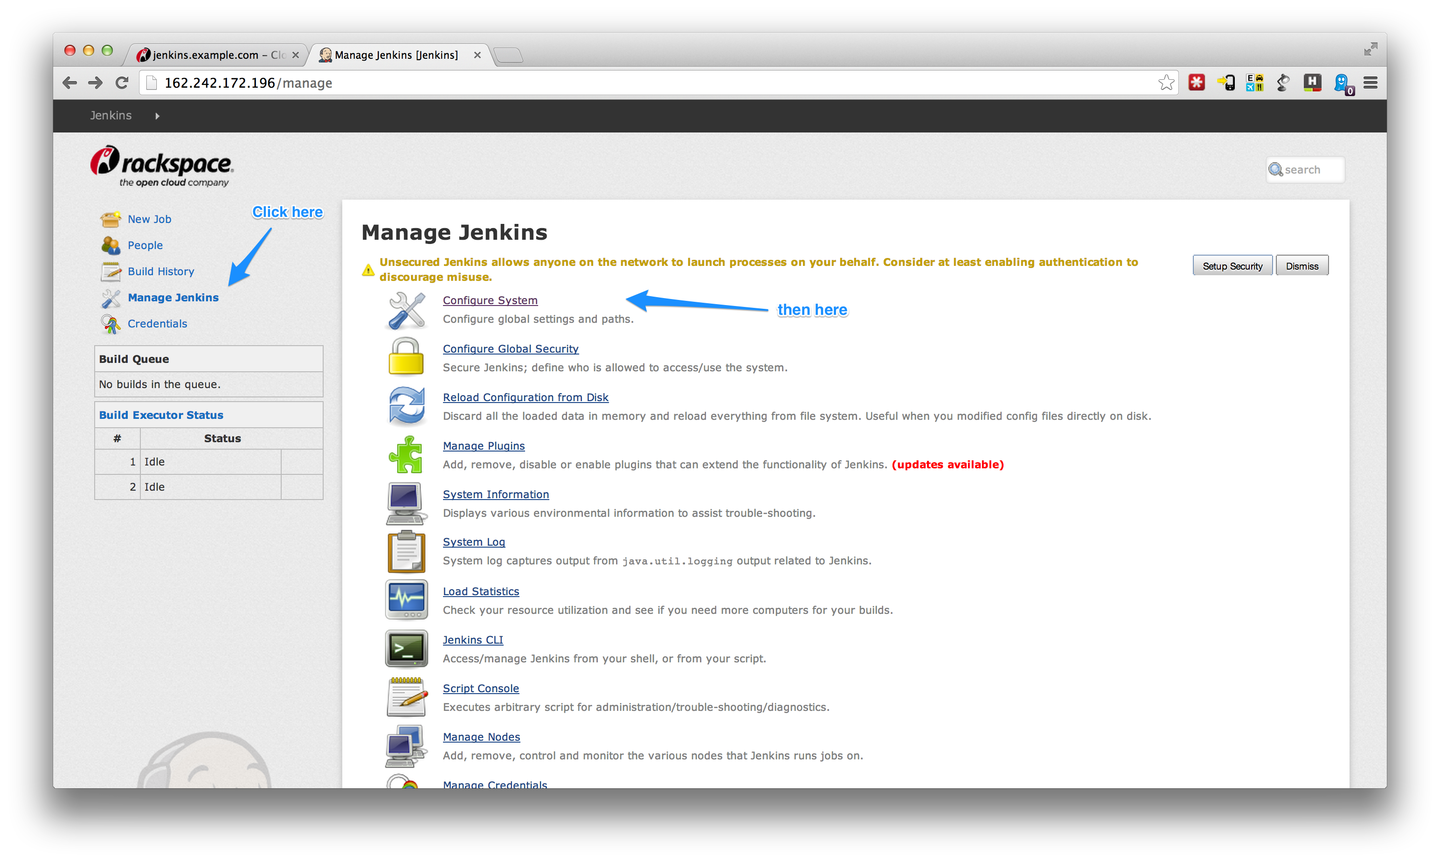 jenkins.example.com – Clo
Manage Jenkins [Jenkins]
162.242.172.196/manage
0
Jenkins
rackspace
the open cloud company
search
New Job
People
Build History
Manage Jenkins
Credentials
Click here
Build Queue
No builds in the queue.
Build Executor Status
# Status
1 Idle
2 Idle
Manage Jenkins
Unsecured Jenkins allows anyone on the network to launch processes on your behalf. Consider at least enabling authentication to
discourage misuse.
Setup Security
Dismiss
Configure System
Configure global settings and paths.
then here
Configure Global Security
Secure Jenkins; define who is allowed to access/use the system.
Reload Configuration from Disk
Discard all the loaded data in memory and reload everything from file system. Useful when you modified config files directly on disk.
Manage Plugins
Add, remove, disable or enable plugins that can extend the functionality of Jenkins. (updates available)
System Information
Displays various environmental information to assist trouble-shooting.
System Log
System log captures output from java.util.logging output related to Jenkins.
Load Statistics
Check your resource utilization and see if you need more computers for your builds.
Jenkins CLI
Access/manage Jenkins from your shell, or from your script.
Script Console
Executes arbitrary script for administration/trouble-shooting/diagnostics.
Manage Nodes
Add, remove, control and monitor the various nodes that Jenkins runs jobs on.
Manage Credentials